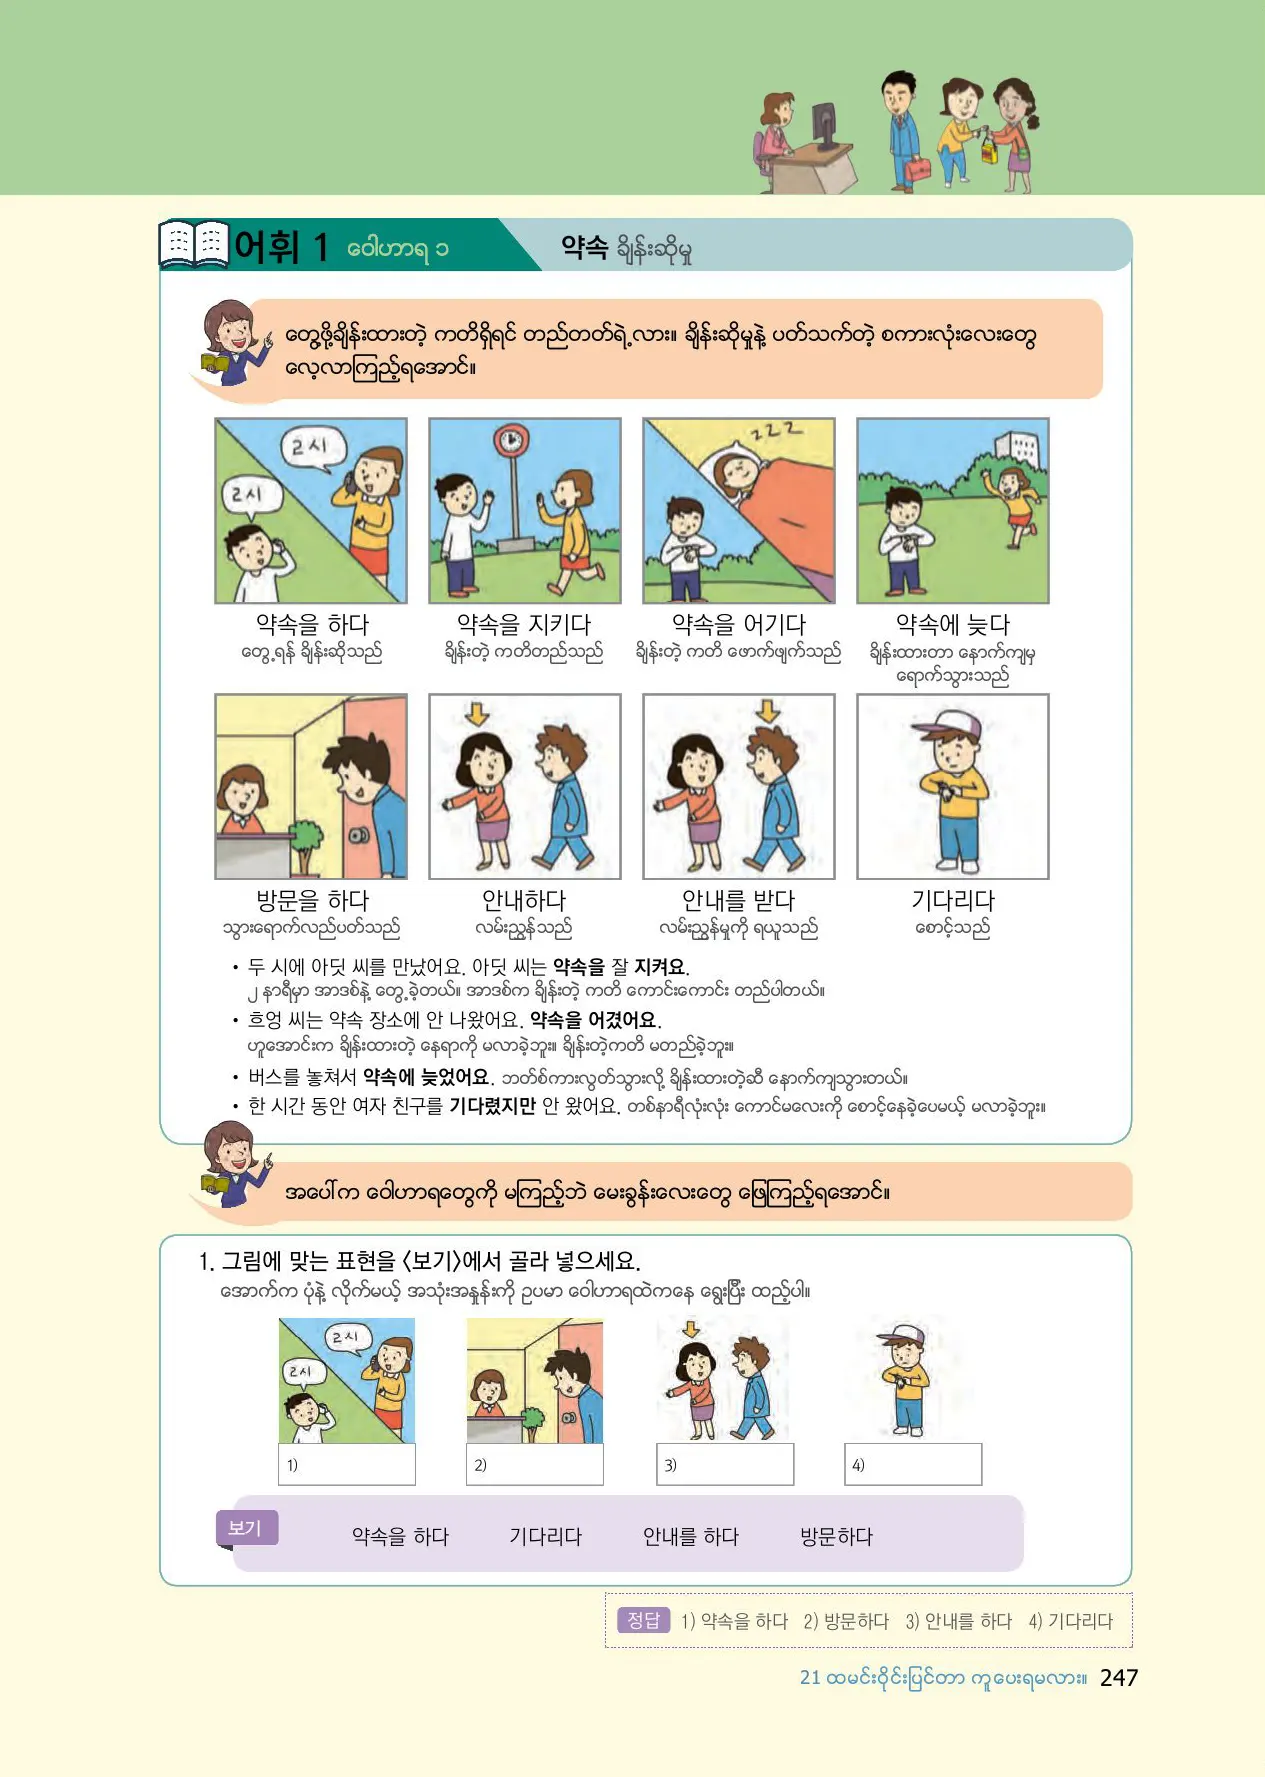 어휘 1 ဝေါဟာရ ၁
약속 ချိန်းဆိုမှု
တွေ့ဖို့ချိန်းထားတဲ့ ကတိရှိရင် တည်တတ်ရဲ့လား။ ချိန်းဆိုမှုနဲ့ ပတ်သက်တဲ့ စကားလုံးလေးတွေ
လေ့လာကြည့်ရအောင်။
2시
2시
zzz
약속을 하다
တွေ့ရန် ချိန်းဆိုသည်
약속을 지키다
ချိန်းတဲ့ ကတိတည်သည်
약속을 어기다
ချိန်းတဲ့ ကတိ ဖောက်ဖျက်သည်
약속에 늦다
ချိန်းထားတာ နောက်ကျမှ
ရောက်သွားသည်
방문을 하다
သွားရောက်လည်ပတ်သည်
안내하다
လမ်းညွှန်သည်
안내를 받다
လမ်းညွှန်မှုကို ရယူသည်
기다리다
စောင့်သည်
• 두 시에 아딧 씨를 만났어요. 아딧 씨는 약속을 잘 지켜요.
၂ နာရီမှာ အာဒစ်နဲ့ တွေ့ခဲ့တယ်။ အာဒစ်က ချိန်းတဲ့ ကတိ ကောင်းကောင်း တည်ပါတယ်။
• 흐엉 씨는 약속 장소에 안 나왔어요. 약속을 어겼어요.
ဟူအောင်းက ချိန်းထားတဲ့ နေရာကို မလာခဲ့ဘူး။ ချိန်းတဲ့ကတိ မတည်ခဲ့ဘူး။
• 버스를 놓쳐서 약속에 늦었어요. ဘတ်စ်ကားလွတ်သွားလို့ ချိန်းထားတဲ့ဆီ နောက်ကျသွားတယ်။
• 한 시간 동안 여자 친구를 기다렸지만 안 왔어요. တစ်နာရီလုံးလုံး ကောင်မလေးကို စောင့်နေခဲ့ပေမယ့် မလာခဲ့ဘူး။
အပေါ်က ဝေါဟာရတွေကို မကြည့်ဘဲ မေးခွန်းလေးတွေ ဖြေကြည့်ရအောင်။
1. 그림에 맞는 표현을 〈보기〉에서 골라 넣으세요.
အောက်က ပုံနဲ့ လိုက်မယ့် အသုံးအနှုန်းကို ဥပမာ ဝေါဟာရထဲကနေ ရွေးပြီး ထည့်ပါ။
2시
2시
1)
2)
3)
4)
보기
약속을 하다 기다리다 안내를 하다 방문하다
정답 1) 약속을 하다 2) 방문하다 3) 안내를 하다 4) 기다리다
21 ထမင်းဝိုင်းပြင်တာ ကူပေးရမလား။ 247